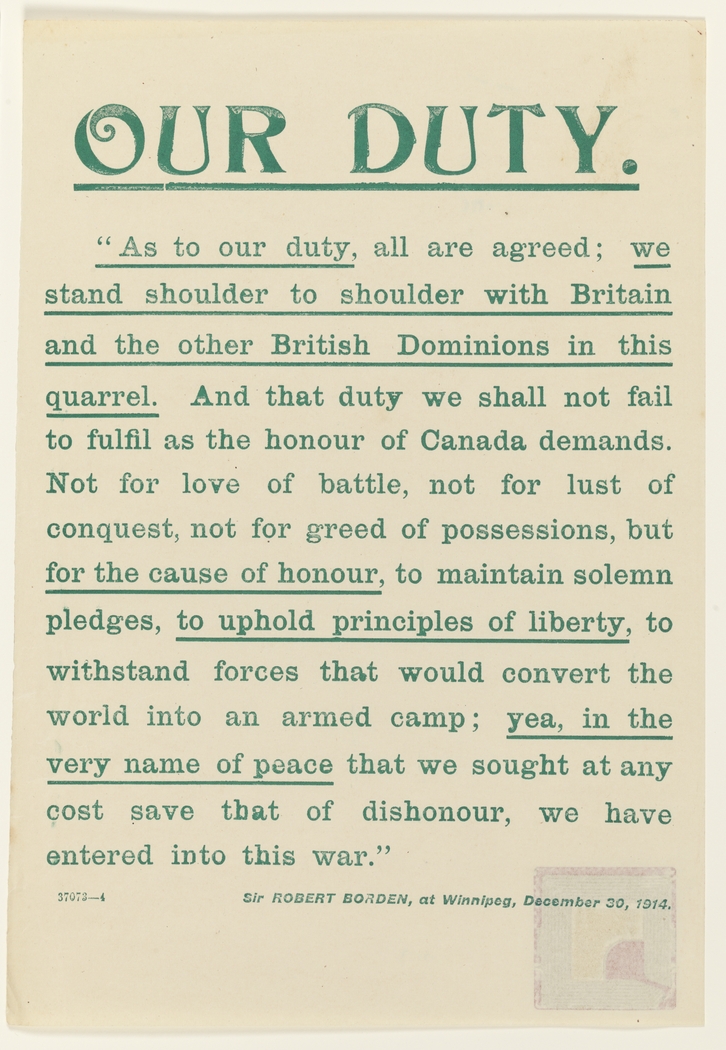 OUR DUTY.
“As to our duty, all are agreed; we
stand shoulder to shoulder with Britain
and the other British Dominions in this
quarrel. And that duty we shall not fail
to fulfil as the honour of Canada demands.
Not for love of battle, not for lust of
conquest, not for greed of possessions, but
for the cause of honour, to maintain solemn
pledges, to uphold principles of liberty, to
withstand forces that would convert the
world into an armed camp; yea, in the
very name of peace that we sought at any
cost save that of dishonour, we have
entered into this war.”
37073—4 Sir ROBERT BORDEN, at Winnipeg, December 30, 1914.